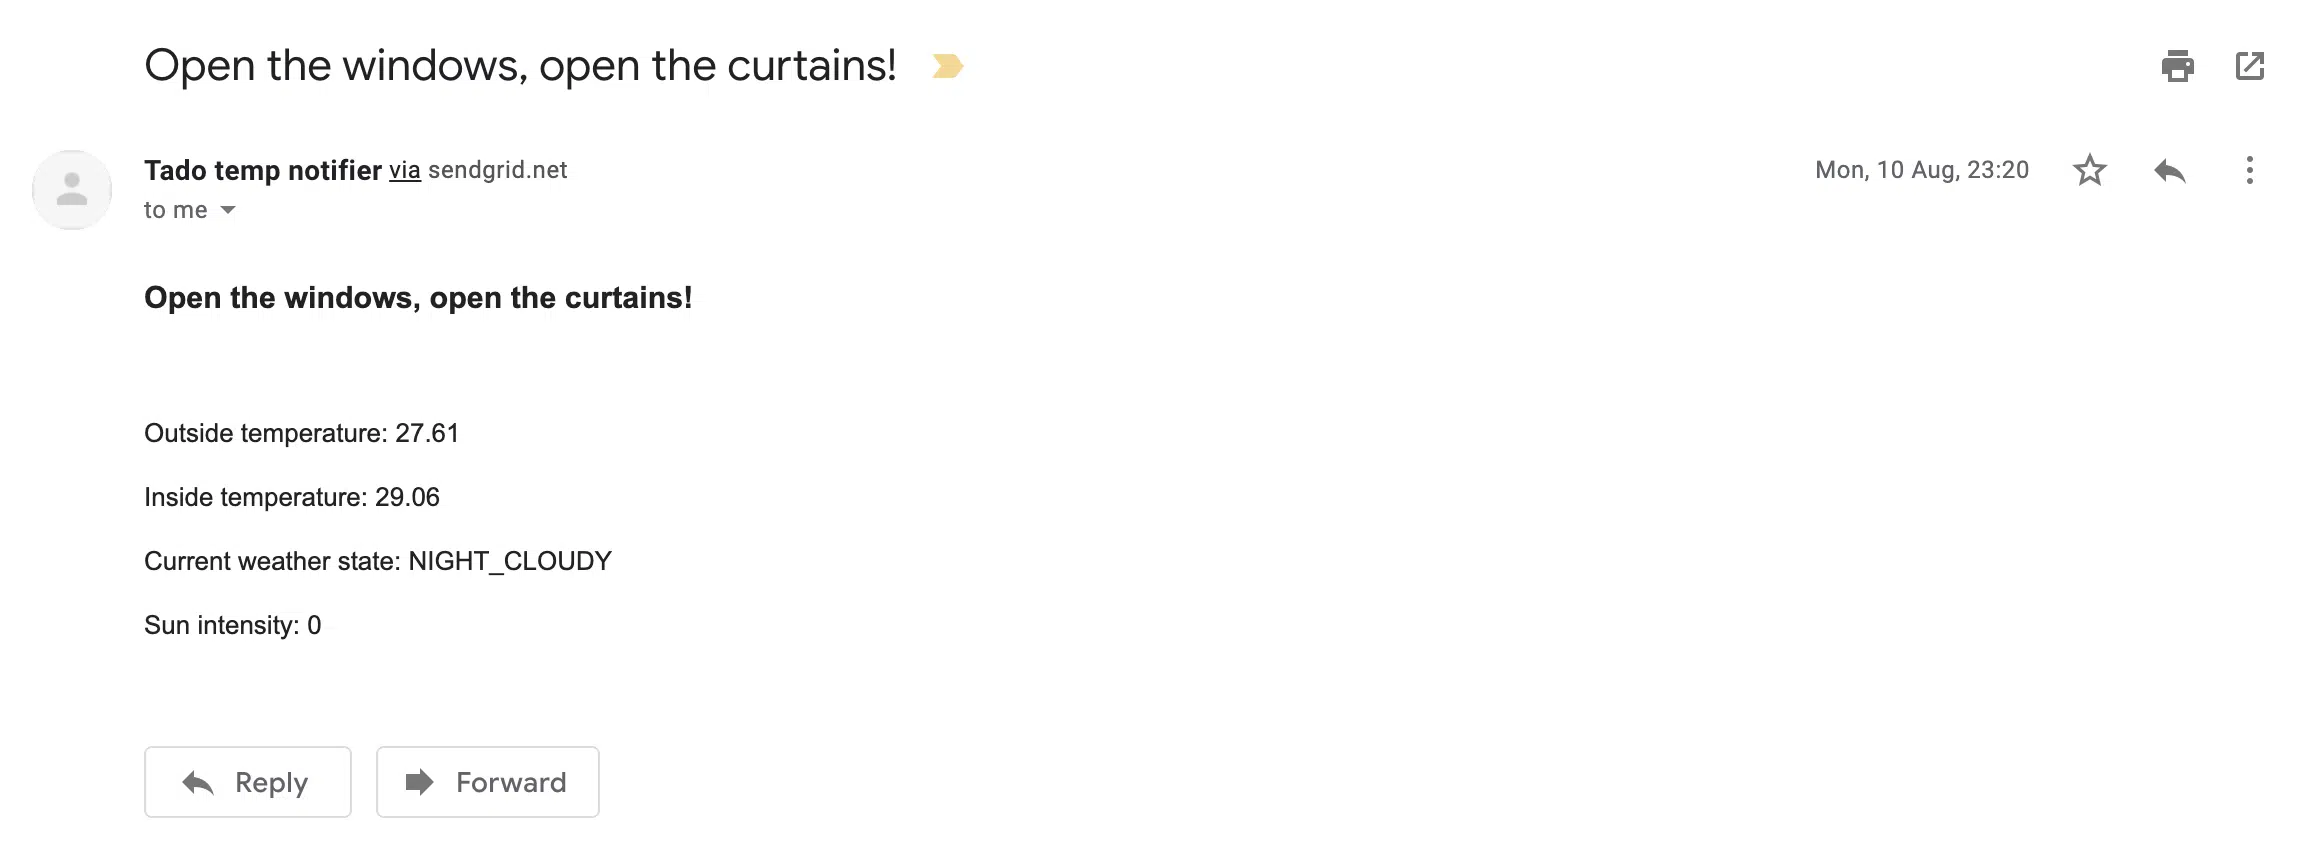 Open the windows, open the curtains!
Tado temp notifier via sendgrid.net
Mon, 10 Aug, 23:20
to me
Open the windows, open the curtains!
Outside temperature: 27.61
Inside temperature: 29.06
Current weather state: NIGHT_CLOUDY
Sun intensity: 0
Reply
Forward